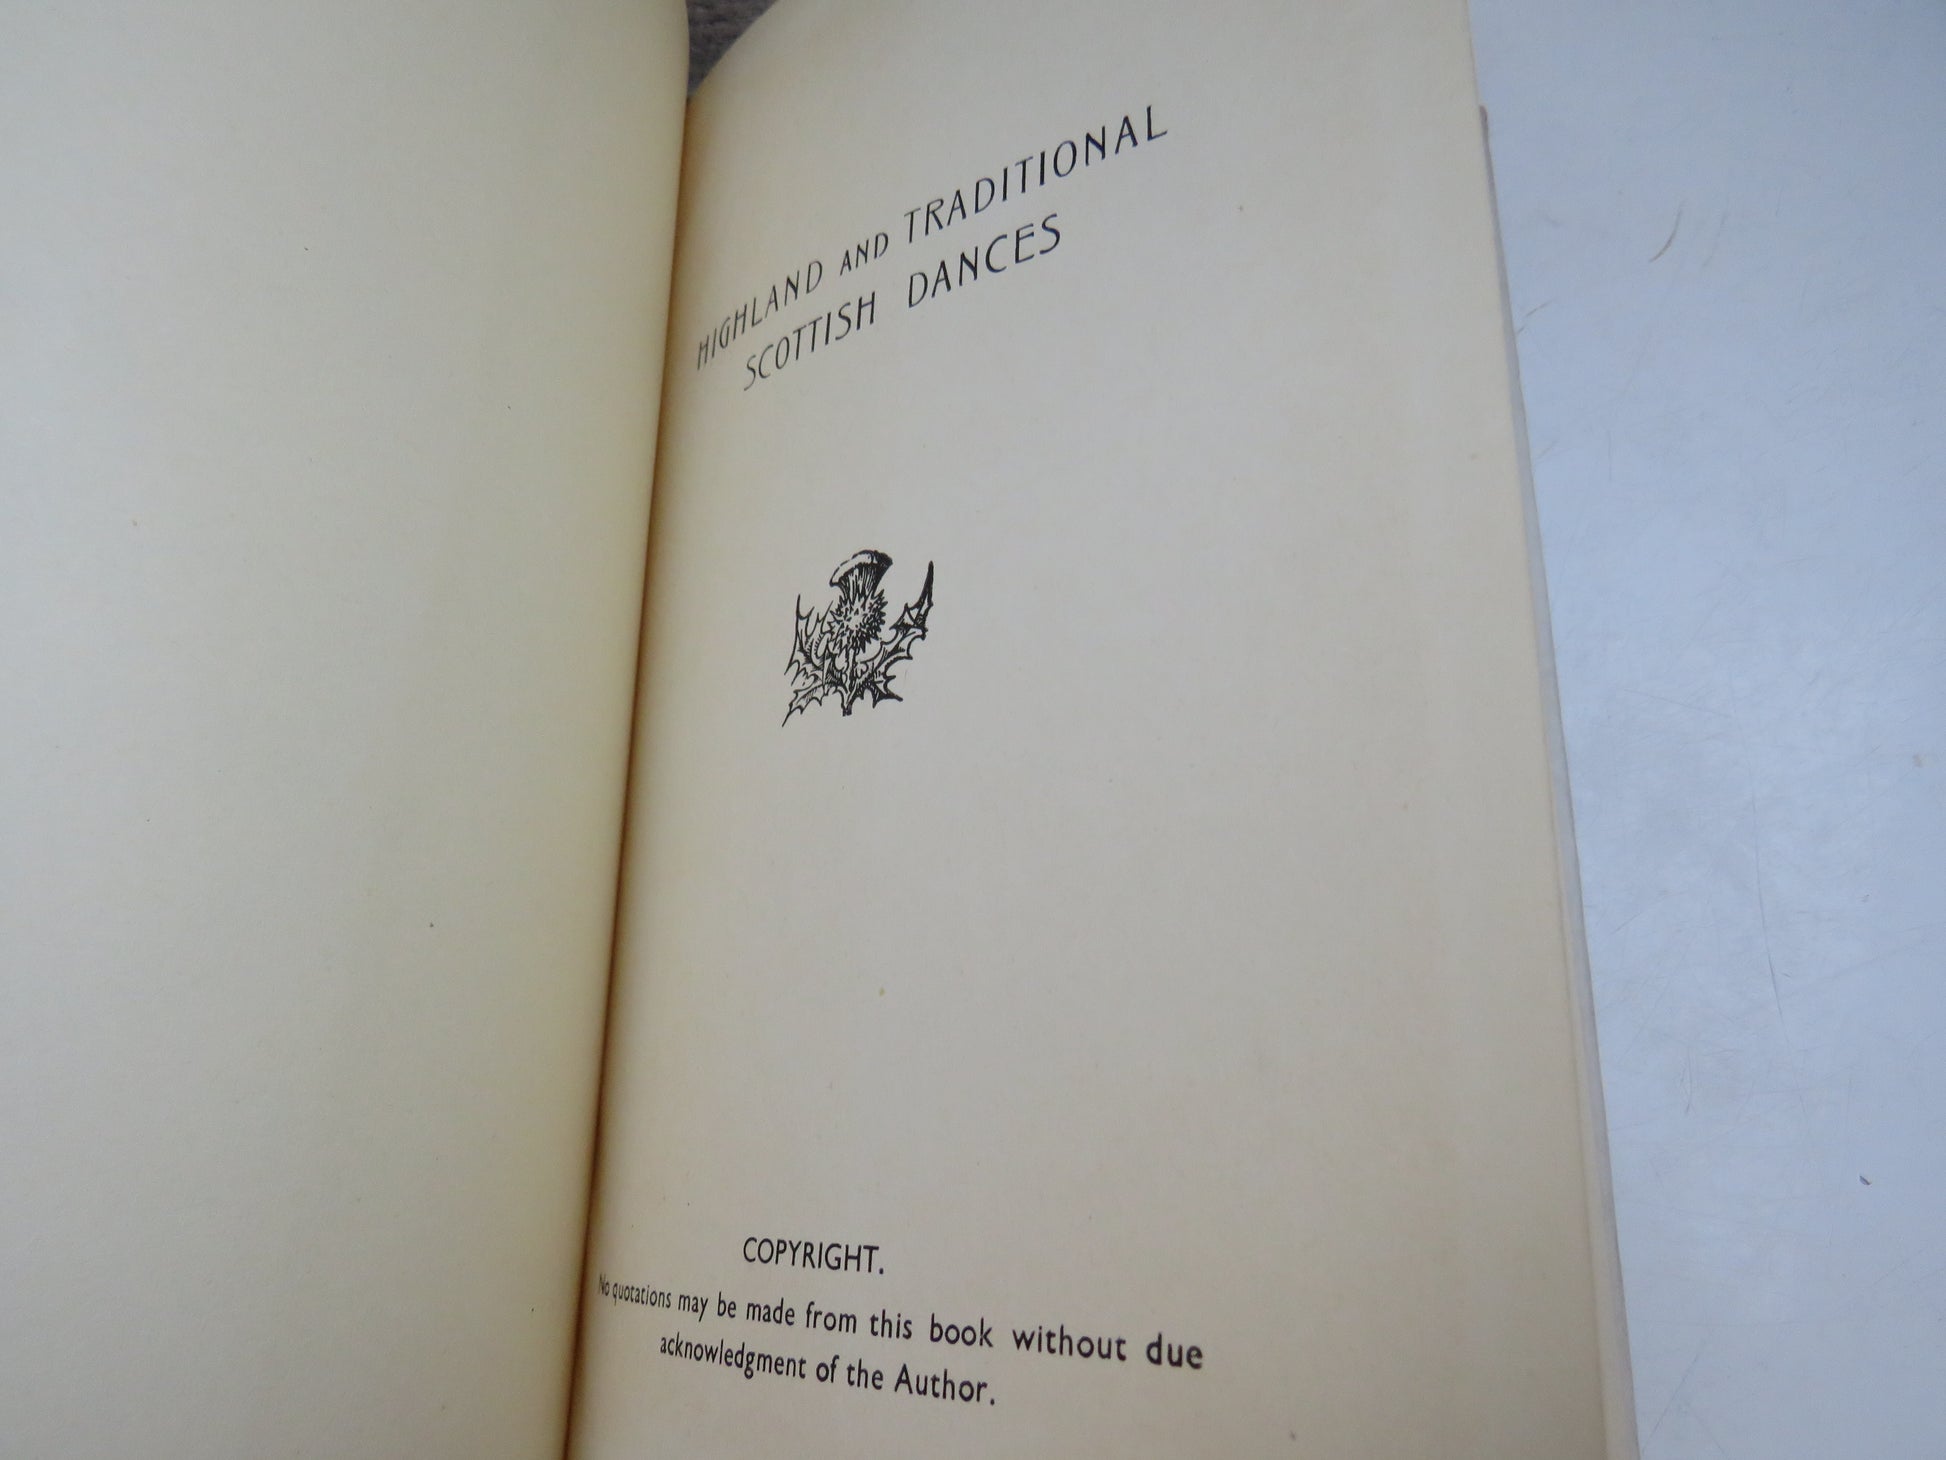 HIGHLAND AND TRADITIONAL
SCOTTISH DANCES
COPYRIGHT.
No quotations may be made from this book without due
acknowledgment of the Author.